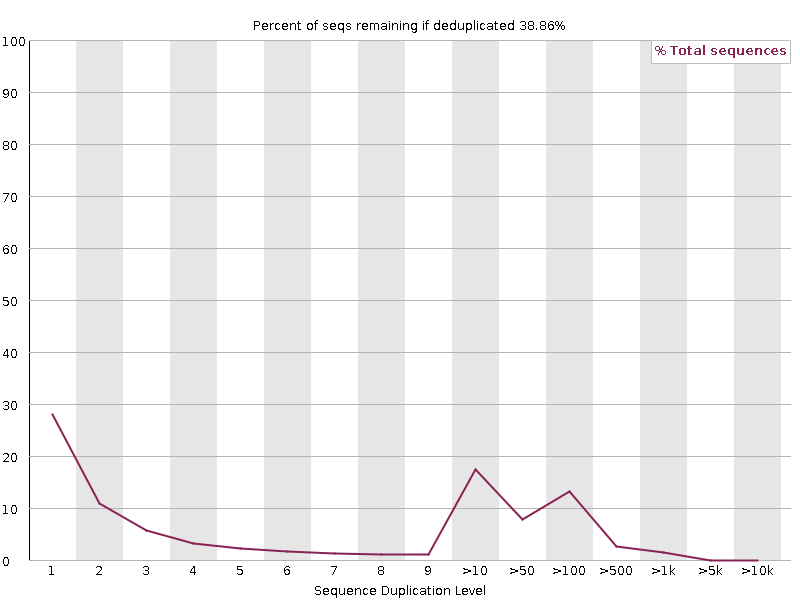 Percent of seqs remaining if deduplicated 38.86%
% Total sequences
100
90
80
70
60
50
40
30
20
10
0
1 2 3 4 5 6 7 8 9 >10 >50 >100 >500 >1k >5k >10k
Sequence Duplication Level